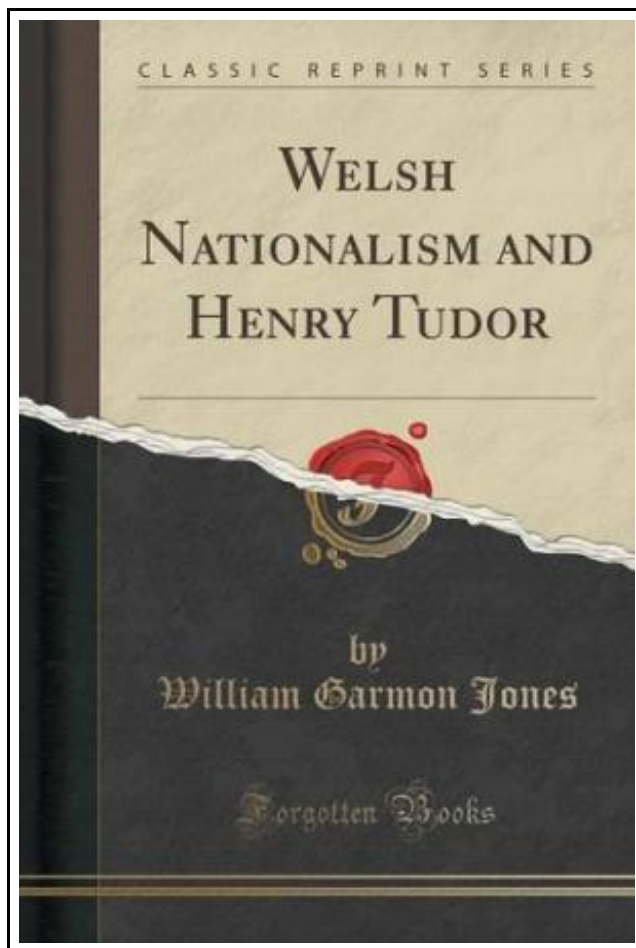 CLASSIC REPRINT SERIES
WELSH
NATIONALISM AND
HENRY TUDOR
by
William Garmon Jones
Forgotten Books